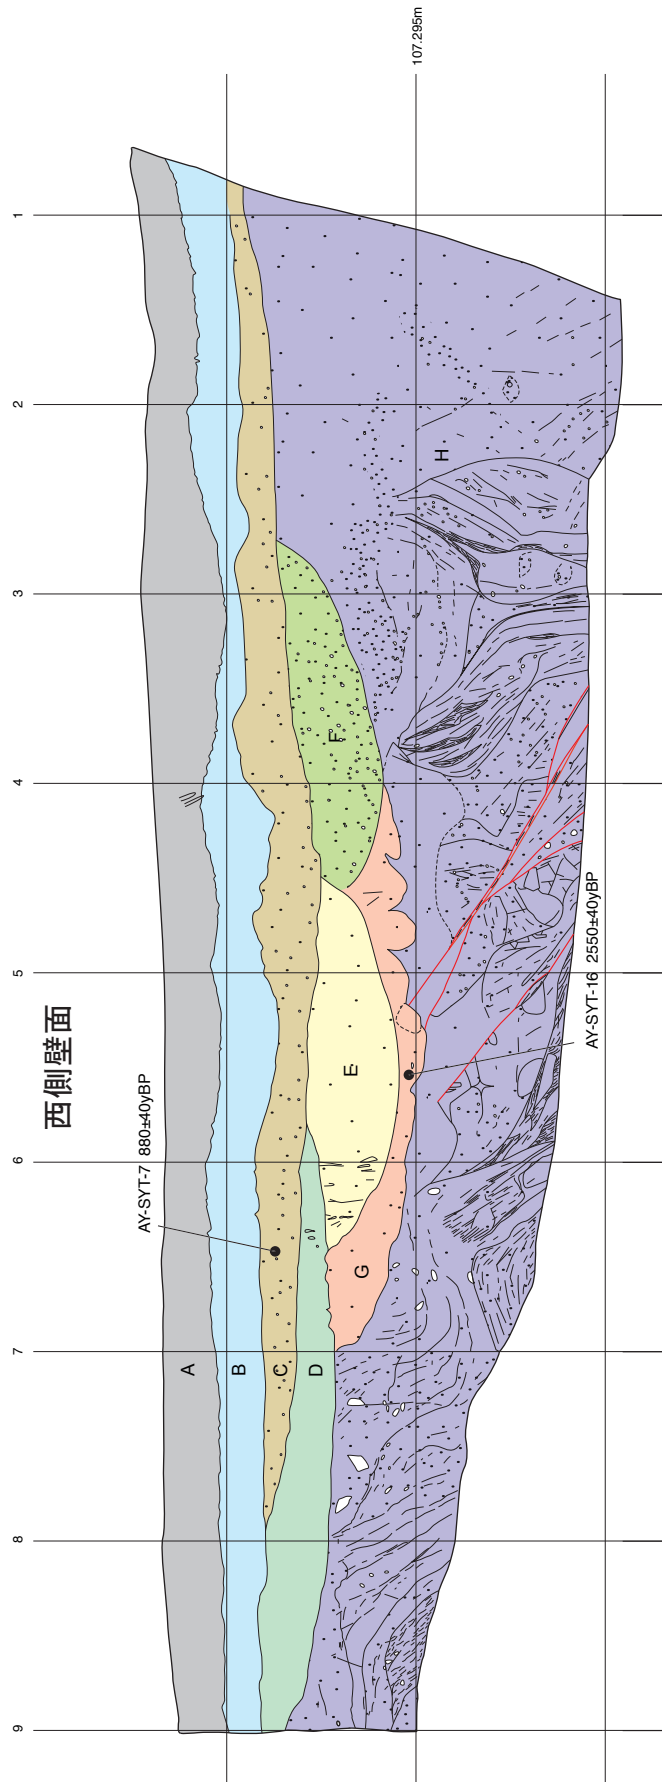 西側壁面
9
8
7
6
5
4
3
2
1
AY-SYT-7 880±40yBP
A
B
C
D
E
F
G
H
107.295m
AY-SYT-16 2550±40yBP